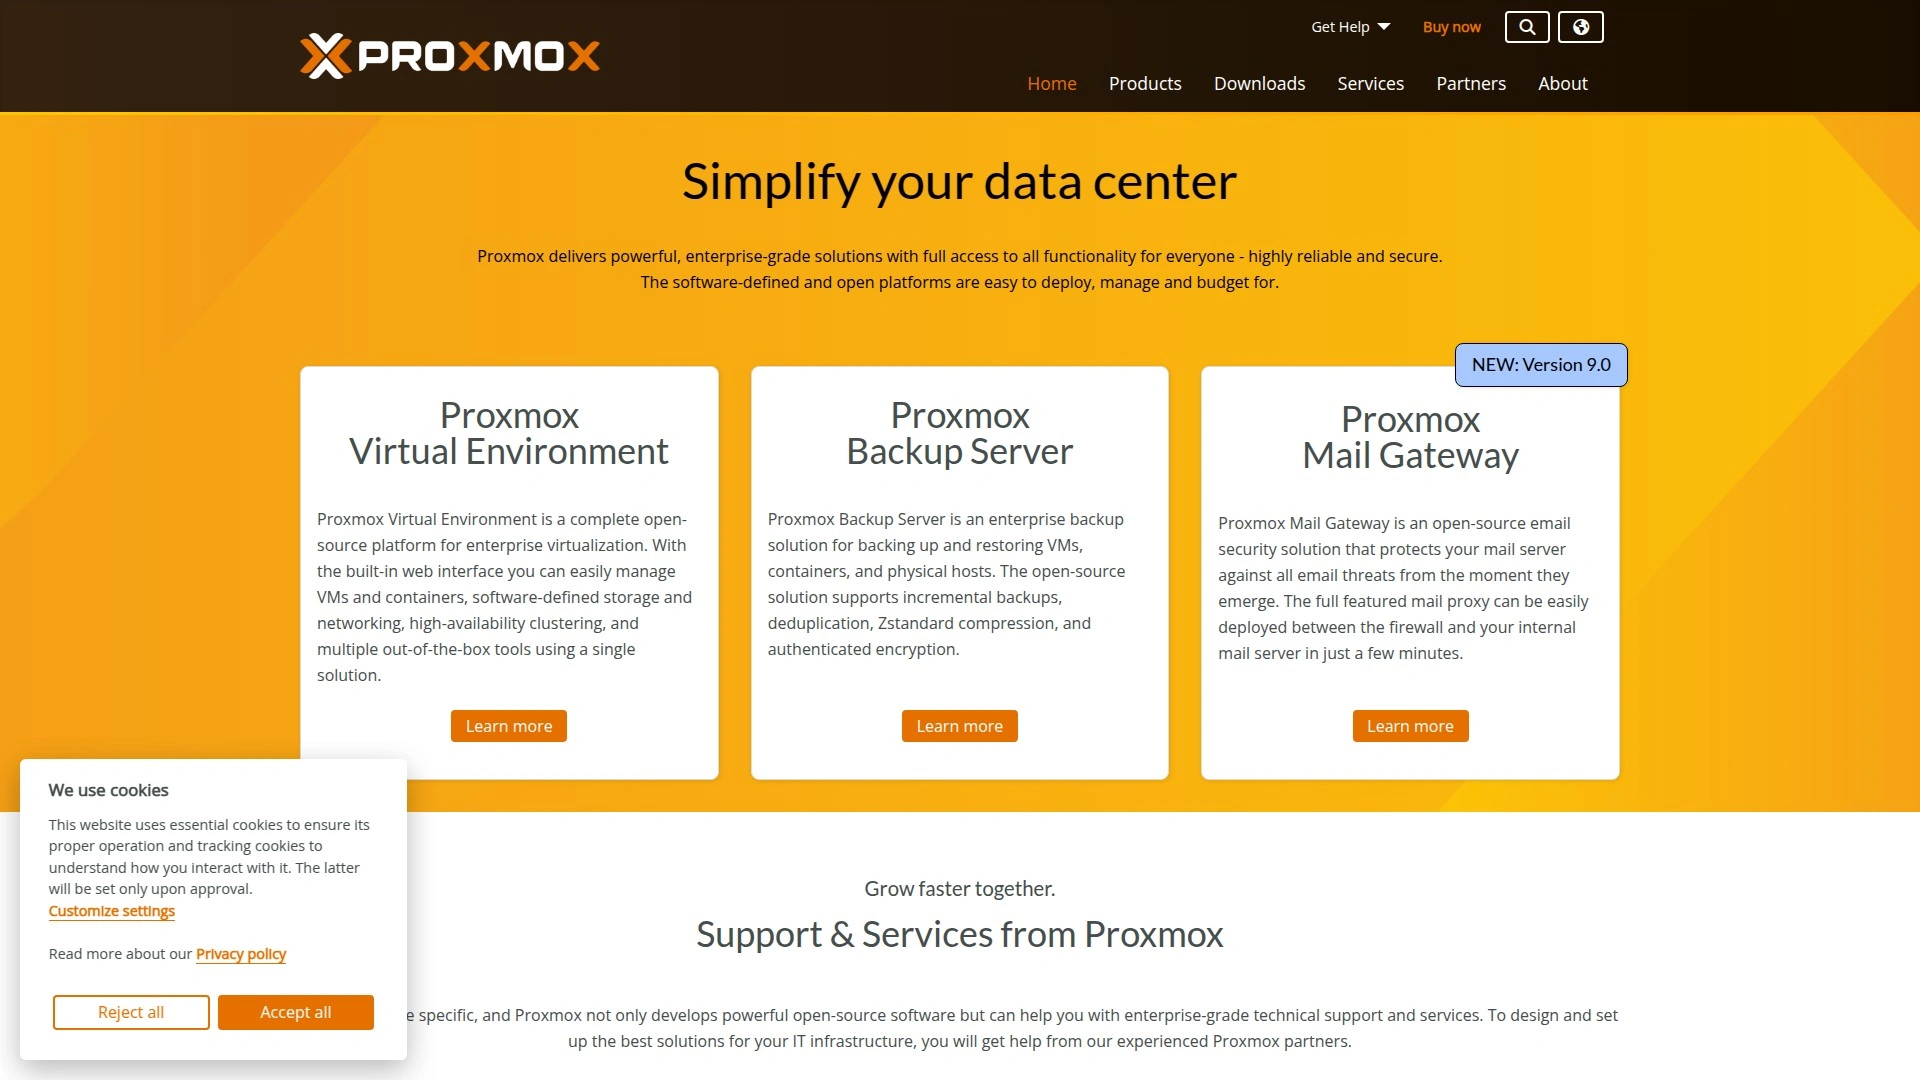 PROXMOX
Get Help
Buy now
Home
Products
Downloads
Services
Partners
About
Simplify your data center
Proxmox delivers powerful, enterprise-grade solutions with full access to all functionality for everyone - highly reliable and secure.
The software-defined and open platforms are easy to deploy, manage and budget for.
Proxmox
Virtual Environment
Proxmox Virtual Environment is a complete open-
source platform for enterprise virtualization. With
the built-in web interface you can easily manage
VMs and containers, software-defined storage and
networking, high-availability clustering, and
multiple out-of-the-box tools using a single
solution.
Learn more
Proxmox
Backup Server
Proxmox Backup Server is an enterprise backup
solution for backing up and restoring VMs,
containers, and physical hosts. The open-source
solution supports incremental backups,
deduplication, Zstandard compression, and
authenticated encryption.
Learn more
NEW: Version 9.0
Proxmox
Mail Gateway
Proxmox Mail Gateway is an open-source email
security solution that protects your mail server
against all email threats from the moment they
emerge. The full featured mail proxy can be easily
deployed between the firewall and your internal
mail server in just a few minutes.
Learn more
We use cookies
This website uses essential cookies to ensure its
proper operation and tracking cookies to
understand how you interact with it. The latter
will be set only upon approval.
Customize settings
Read more about our Privacy policy
Reject all
Accept all
Grow faster together.
Support & Services from Proxmox
specific, and Proxmox not only develops powerful open-source software but can help you with enterprise-grade technical support and services. To design and set
up the best solutions for your IT infrastructure, you will get help from our experienced Proxmox partners.